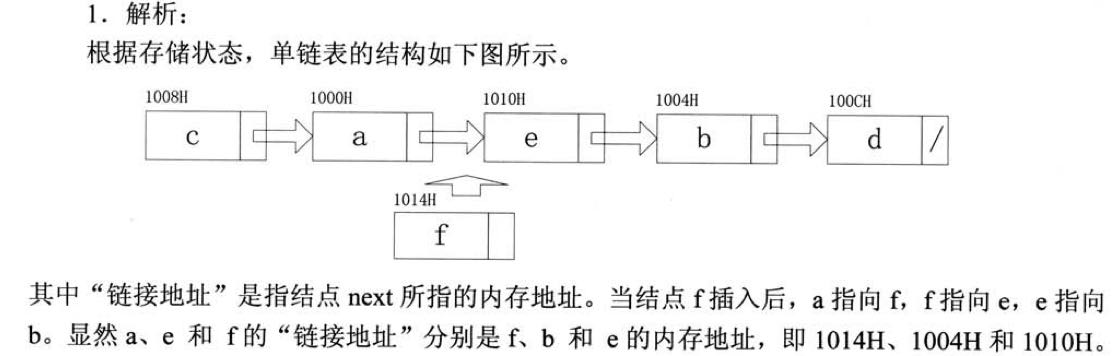 1．解析：
根据存储状态，单链表的结构如下图所示。
1008H 1000H 1010H 1004H 100CH
c a e b d /
1014H
f
其中“链接地址”是指结点 next 所指的内存地址。当结点 f 插入后，a 指向 f，f 指向 e，e 指向
b。显然 a、e 和 f 的“链接地址”分别是 f、b 和 e 的内存地址，即 1014H、1004H 和 1010H。